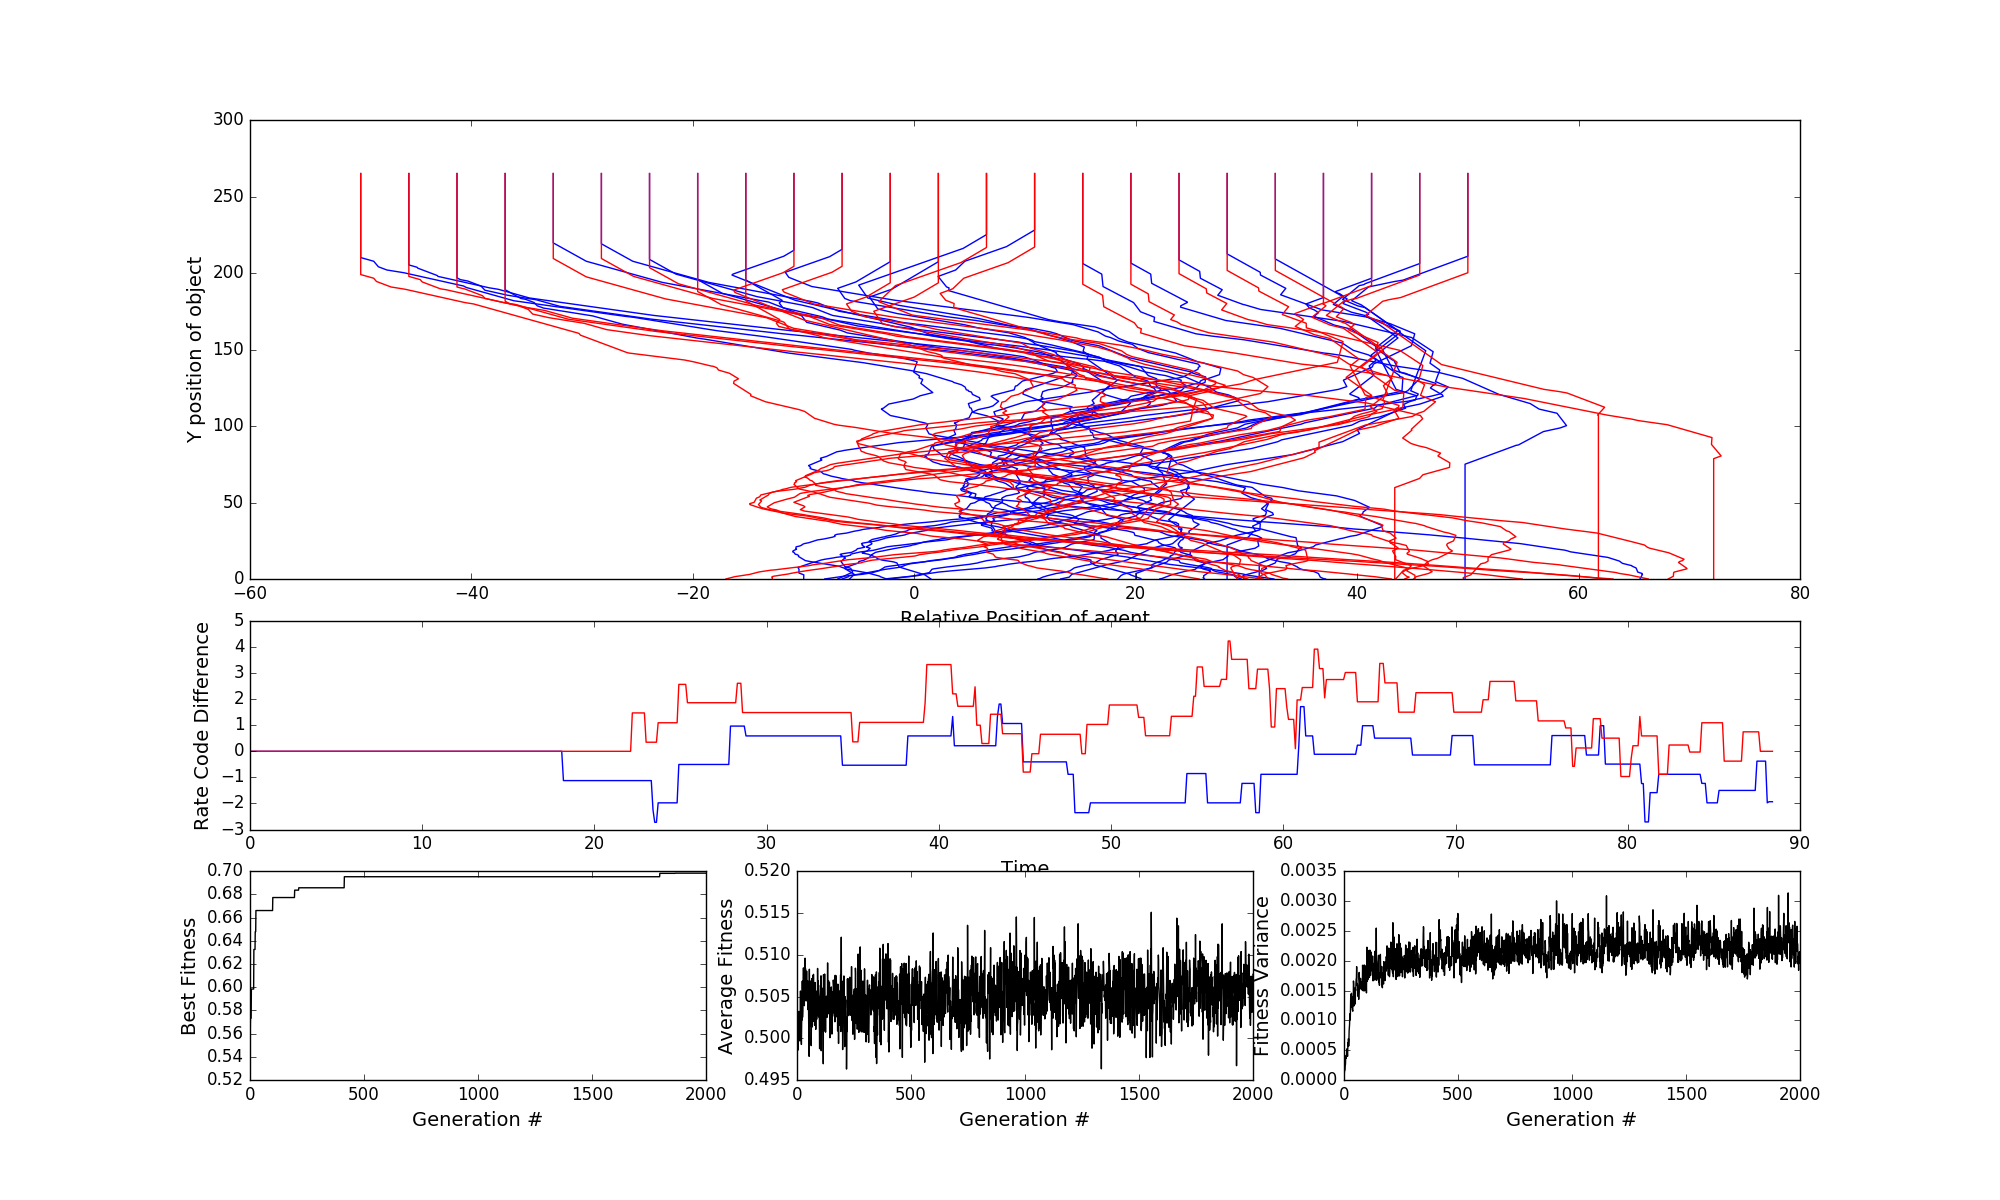 300
250
200
150
100
50
0
Y position of object
−60 −40 −20 0 20 40 60 80
Relative Position of agent
5
4
3
2
1
0
−1
−2
−3
Rate Code Difference
0 10 20 30 40 50 60 70 80 90
Time
0.70
0.68
0.66
0.64
0.62
0.60
0.58
0.56
0.54
0.52
Best Fitness
0 500 1000 1500 2000
Generation #
0.520
0.515
0.510
0.505
0.500
0.495
Average Fitness
0 500 1000 1500 2000
Generation #
0.0035
0.0030
0.0025
0.0020
0.0015
0.0010
0.0005
0.0000
Fitness Variance
0 500 1000 1500 2000
Generation #